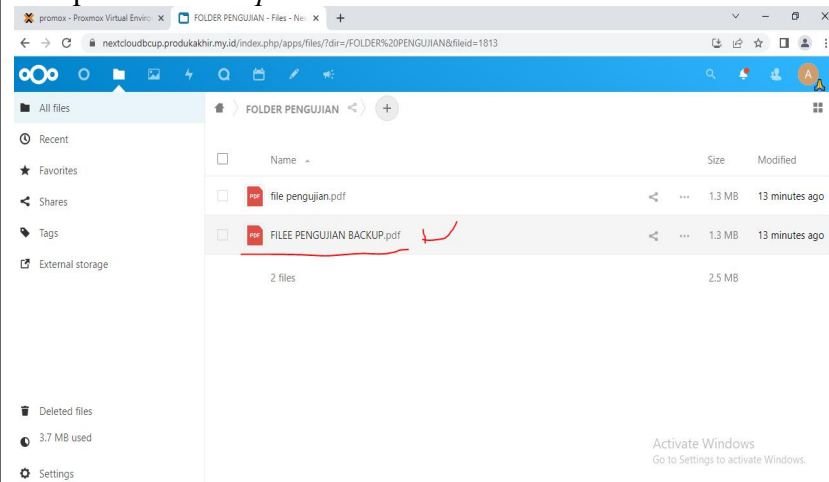 promox - Proxmox Virtual Enviro
FOLDER PENGUJIAN - Files - Ne
nextcloudbcup.produkakhir.my.id/index.php/apps/files/?dir=/FOLDER%20PENGUJIAN&fileid=1813
A
All files
FOLDER PENGUJIAN
Recent
Name
Size
Modified
Favorites
file pengujian.pdf
1.3 MB
13 minutes ago
Shares
Tags
FILEE PENGUJIAN BACKUP.pdf
1.3 MB
13 minutes ago
External storage
2 files
2.5 MB
Deleted files
3.7 MB used
Settings
Activate Windows
Go to Settings to activate Windows.
PDF
PDF